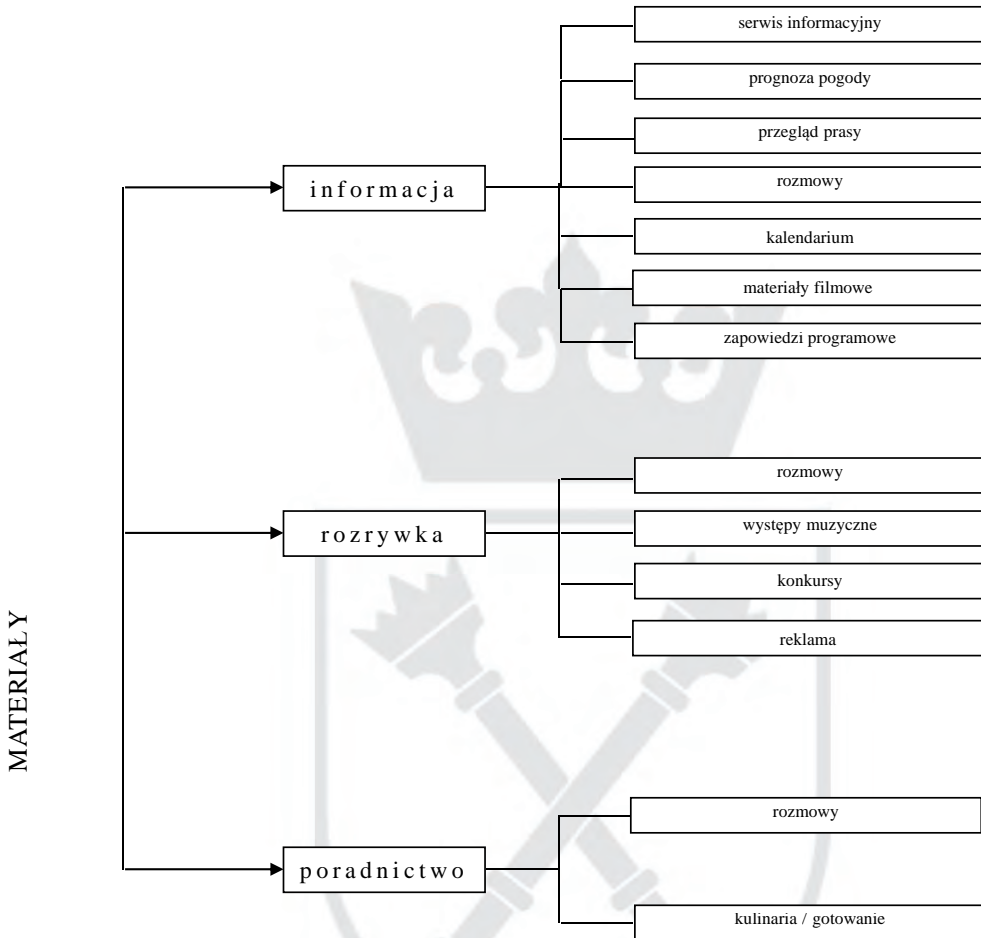 serwis informacyjny
prognoza pogody
przegląd prasy
informacja
rozmowy
kalendarium
materiały filmowe
zapowiedzi programowe
rozmowy
rozrywka
występy muzyczne
konkursy
reklama
MATERIAŁY
rozmowy
poradnictwo
kulinaria / gotowanie